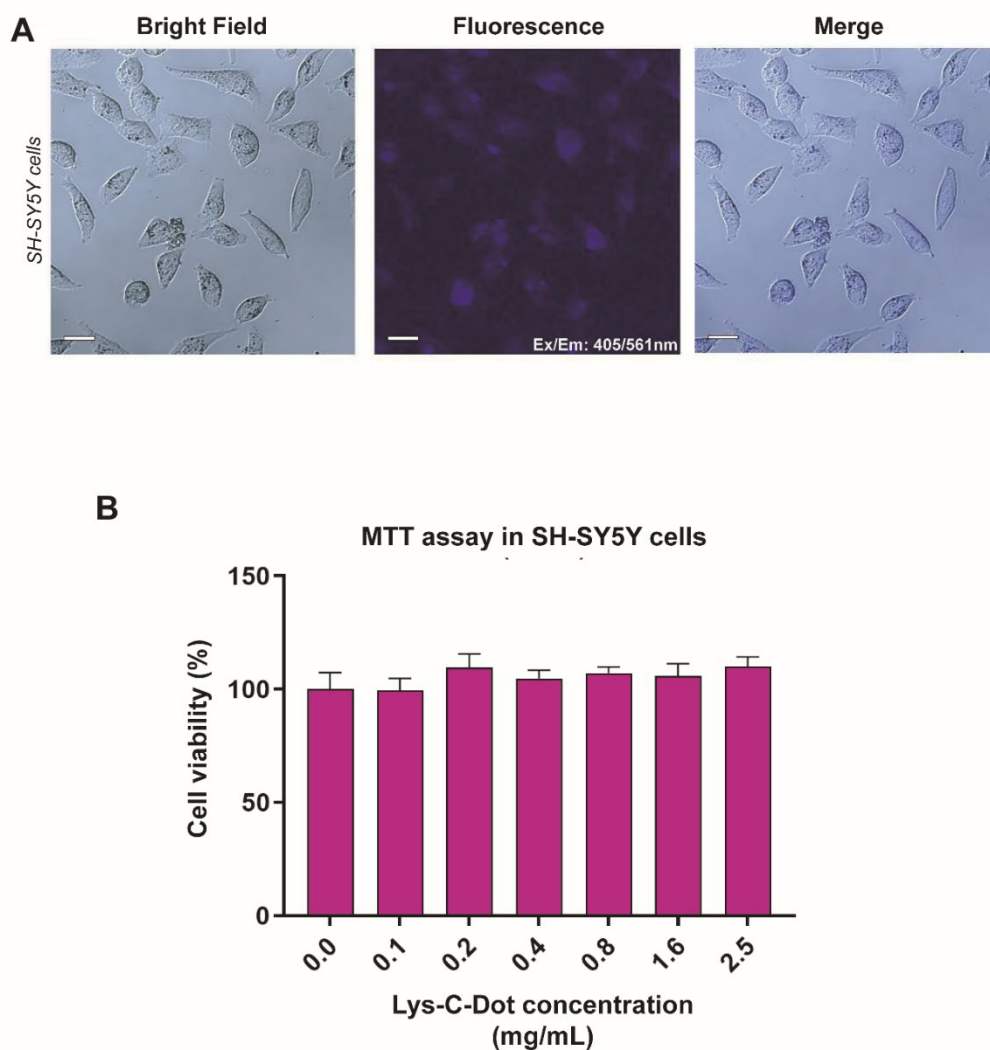 A
Bright Field
Fluorescence
Merge
SH-SY5Y cells
Ex/Em: 405/561nm
B
MTT assay in SH-SY5Y cells
Cell viability (%)
150
100
50
0
0.0
0.1
0.2
0.4
0.8
1.6
2.5
Lys-C-Dot concentration
(mg/mL)